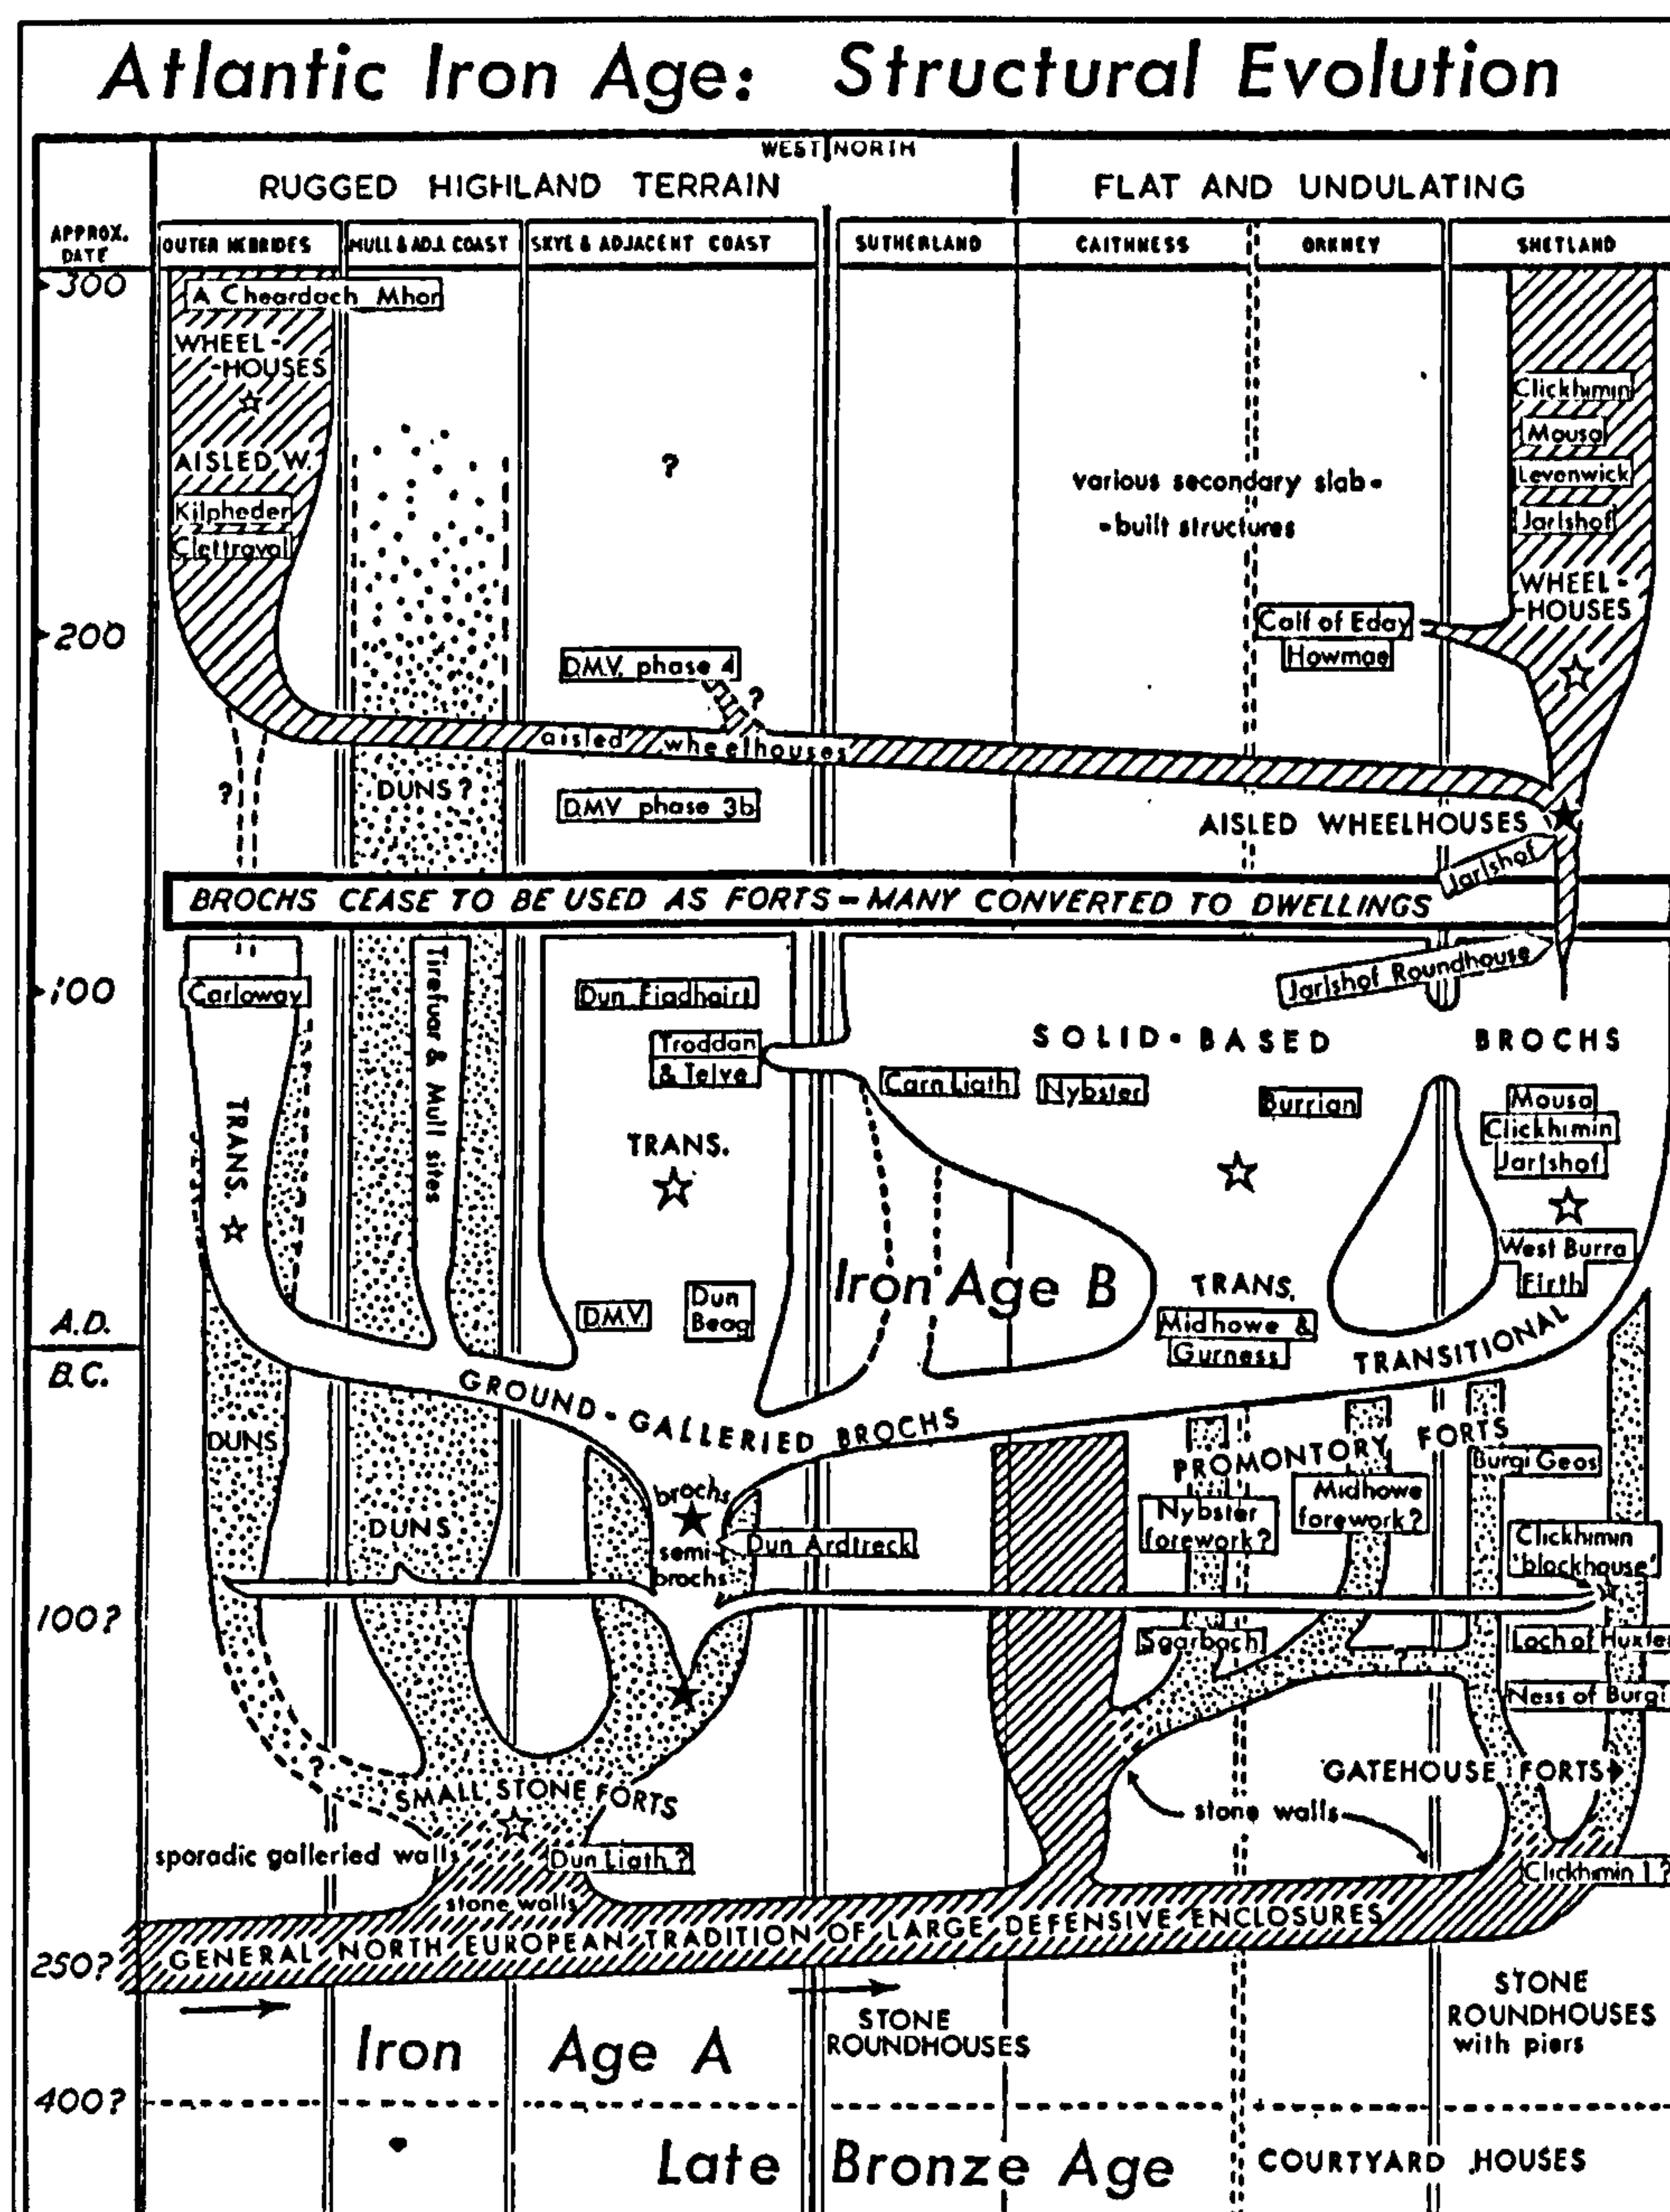 Atlantic Iron Age: Structural Evolution
WEST NORTH
RUGGED HIGHLAND TERRAIN
FLAT AND UNDULATING
APPROX.
DATE
OUTER HEBRIDES
MULL & ADJ. COAST
SKYE & ADJACENT COAST
SUTHERLAND
CAITHNESS
ORKNEY
SHETLAND
300
A Cheardach Mhor
WHEEL-
-HOUSES
AISLED W.
Kilpheder
Clettraval
?
various secondary slab-
-built structures
Clickhimin
Mousa
Levenwick
Jarlshof
WHEEL-
-HOUSES
200
Calf of Eday
Howmae
DMV. phase 4
?
aisled wheelhouses
?
DUNS?
DMV phase 3b
AISLED WHEELHOUSES
Jarlshof
BROCHS CEASE TO BE USED AS FORTS - MANY CONVERTED TO DWELLINGS
Jarlshof Roundhouse
100
Carloway
Tirefuar & Mull sites
Dun Fiadhairt
Troddan
& Telve
SOLID-BASED BROCHS
Carn Liath
Nybster
Burrian
Mousa
Clickhimin
Jarlshof
TRANS.
TRANS.
West Burra
Firth
Iron Age B
TRANS.
DMV
Dun
Beag
Midhowe &
Gurness
A.D.
B.C.
TRANSITIONAL
GROUND-GALLERIED BROCHS
DUNS
PROMONTORY FORTS
Burgi Geos
brochs
DUNS
Nybster
forework?
Midhowe
forework?
Clickhimin
'blockhouse'
semi-
brochs
Dun Ardtreck
100?
Sgarbach
?
Loch of Huxter
Ness of Burgi
?
GATEHOUSE FORTS
SMALL STONE FORTS
stone walls
sporadic galleried walls
Dun Liath?
Clickhimin 1?
stone walls
GENERAL NORTH EUROPEAN TRADITION OF LARGE DEFENSIVE ENCLOSURES
250?
STONE
ROUNDHOUSES
STONE
ROUNDHOUSES
with piers
Iron Age A
400?
Late Bronze Age
COURTYARD HOUSES